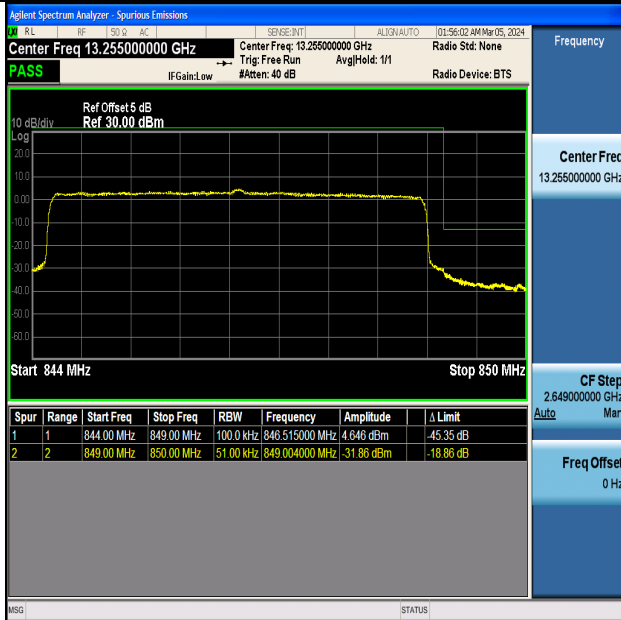 Agilent Spectrum Analyzer - Spurious Emissions
RL RF 50 Ω AC SENSE:INT ALIGNAUTO 01:56:02 AM Mar 05, 2024
Center Freq 13.255000000 GHz Center Freq: 13.255000000 GHz Radio Std: None
Trig: Free Run Avg|Hold: 1/1
PASS IFGain:Low #Atten: 40 dB Radio Device: BTS
Frequency
Ref Offset 5 dB
10 dB/div Ref 30.00 dBm
Log
20.0
10.0
0.00
-10.0
-20.0
-30.0
-40.0
-50.0
-60.0
Start 844 MHz Stop 850 MHz
Spur Range Start Freq Stop Freq RBW Frequency Amplitude Δ Limit
1 1 844.00 MHz 849.00 MHz 100.0 kHz 846.515000 MHz 4.646 dBm -45.35 dB
2 2 849.00 MHz 850.00 MHz 51.00 kHz 849.004000 MHz -31.86 dBm -18.86 dB
Center Freq
13.255000000 GHz
CF Step
2.649000000 GHz
Auto Man
Freq Offset
0 Hz
MSG STATUS